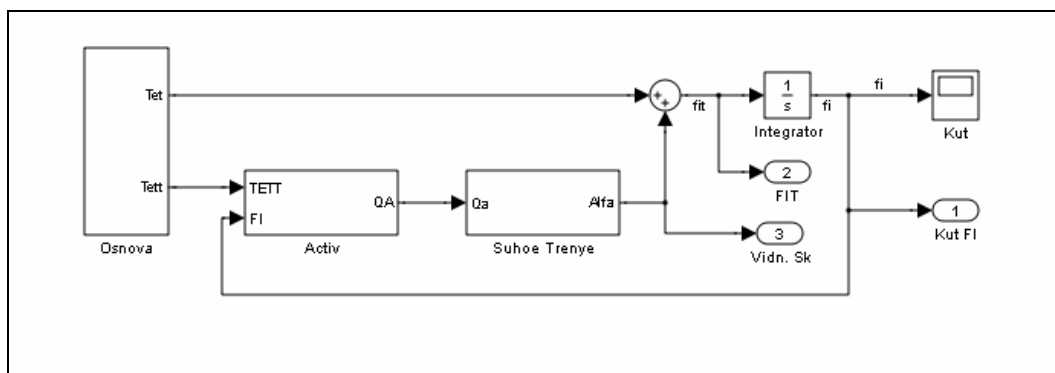 Tet
Tett
Osnova
TETT
FI
QA
Activ
Qa
Alfa
Suhoe Trenye
++
fit
1
s
Integrator
fi
fi
Kut
2
FIT
1
Kut FI
3
Vidn. Sk